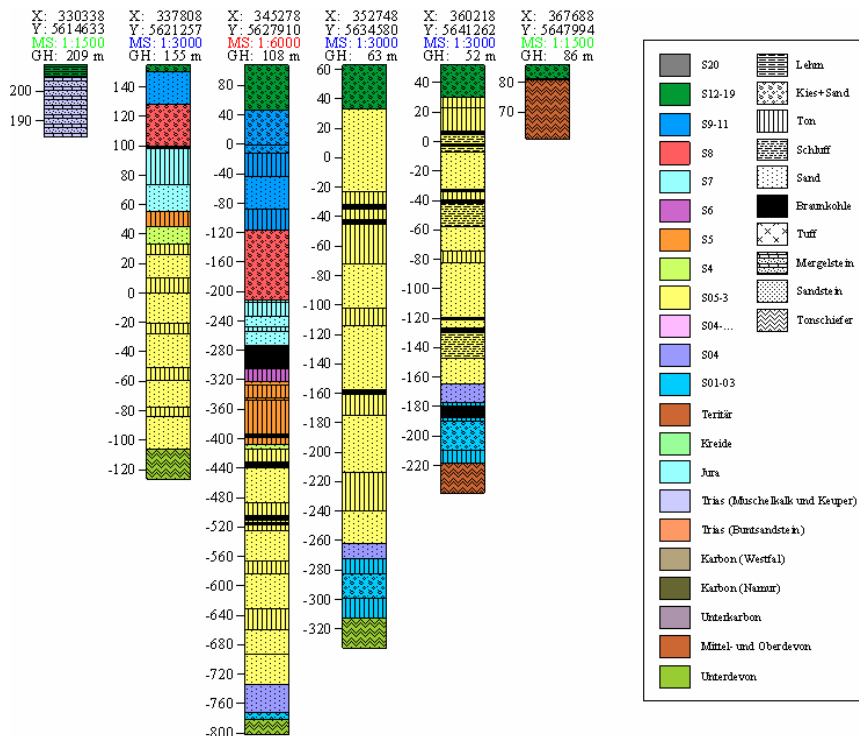 X: 330338
Y: 5614633
MS: 1:1500
GH: 209 m
200
190
X: 337808
Y: 5621257
MS: 1:3000
GH: 155 m
140
120
100
80
60
40
20
0
-20
-40
-60
-80
-100
-120
X: 345278
Y: 5627910
MS: 1:6000
GH: 108 m
80
40
0
-40
-80
-120
-160
-200
-240
-280
-320
-360
-400
-440
-480
-520
-560
-600
-640
-680
-720
-760
-800
X: 352748
Y: 5634580
MS: 1:3000
GH: 63 m
60
40
20
0
-20
-40
-60
-80
-100
-120
-140
-160
-180
-200
-220
-240
-260
-280
-300
-320
X: 360218
Y: 5641262
MS: 1:3000
GH: 52 m
40
20
0
-20
-40
-60
-80
-100
-120
-140
-160
-180
-200
-220
X: 367688
Y: 5647994
MS: 1:1500
GH: 86 m
80
70
S20
S12-19
S9-11
S8
S7
S6
S5
S4
S05-3
S04-...
S04
S01-03
Teritär
Kreide
Jura
Trias (Muschelkalk und Keuper)
Trias (Buntsandstein)
Karbon (Westfal)
Karbon (Namur)
Unterkarbon
Mittel- und Oberdevon
Unterdevon
Lehm
Kies+Sand
Ton
Schluff
Sand
Braunkohle
Tuff
Mergelstein
Sandstein
Tonschiefer